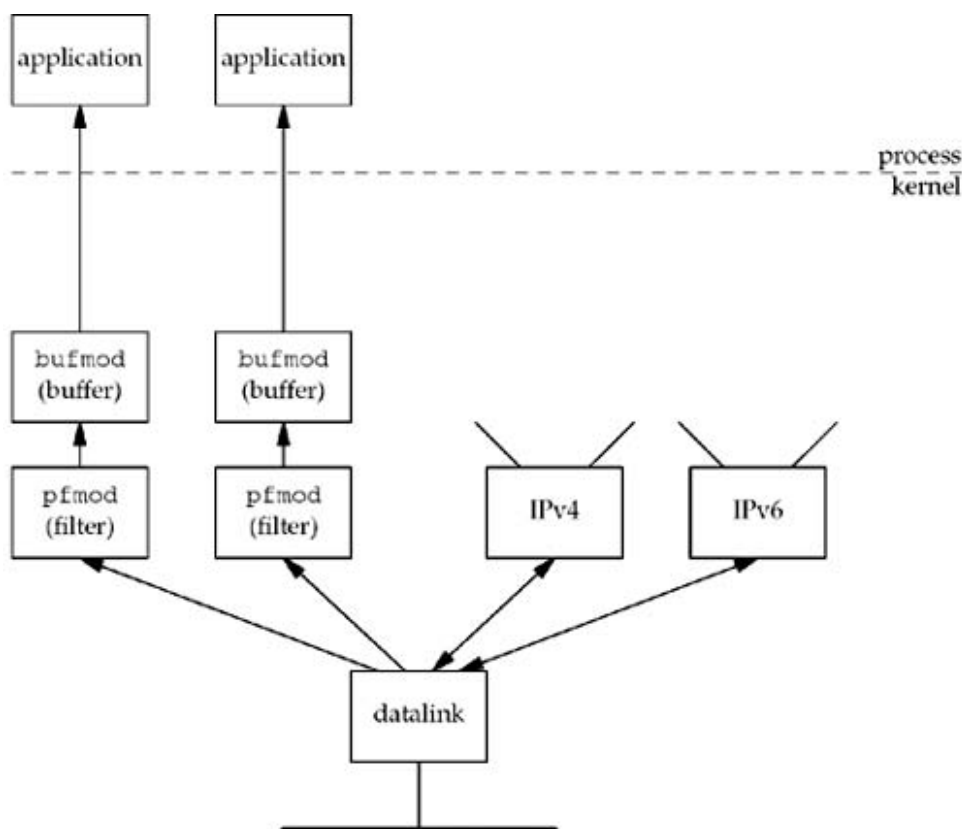 application
application
process
kernel
bufmod
(buffer)
bufmod
(buffer)
pfmod
(filter)
pfmod
(filter)
IPv4
IPv6
datalink